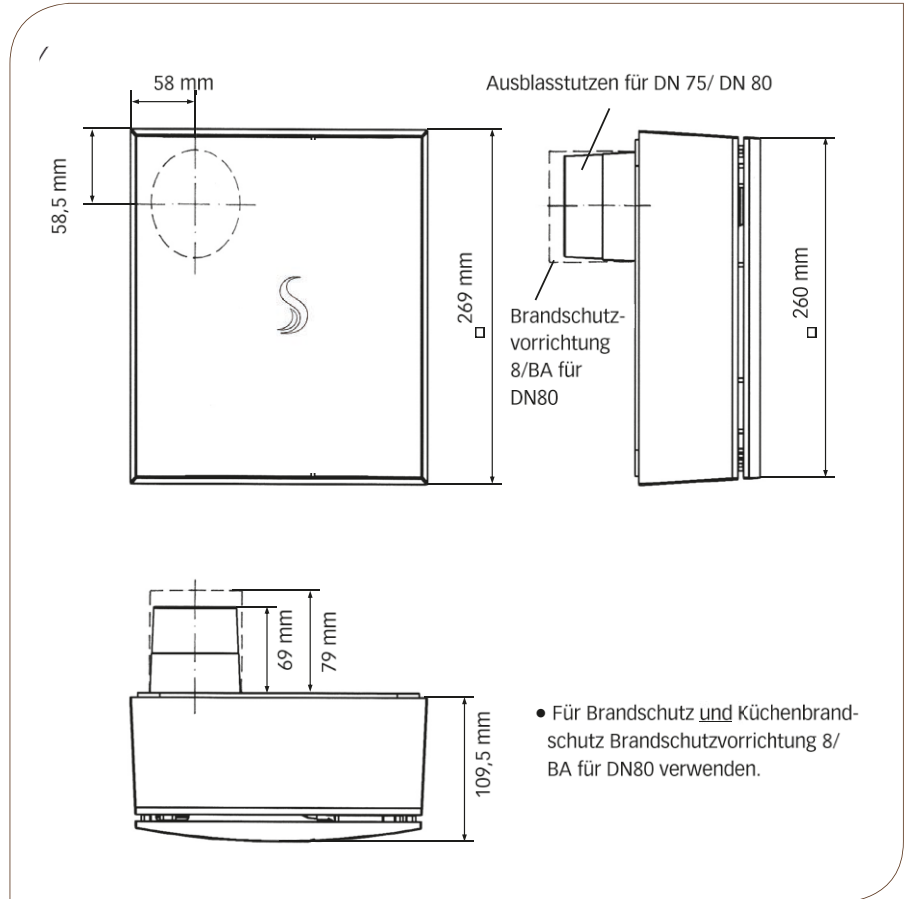 58 mm
Ausblasstutzen für DN 75/ DN 80
58,5 mm
269 mm
Brandschutz-
vorrichtung
8/BA für
DN80
260 mm
69 mm
79 mm
109,5 mm
● Für Brandschutz und Küchenbrand-
schutz Brandschutzvorrichtung 8/
BA für DN80 verwenden.